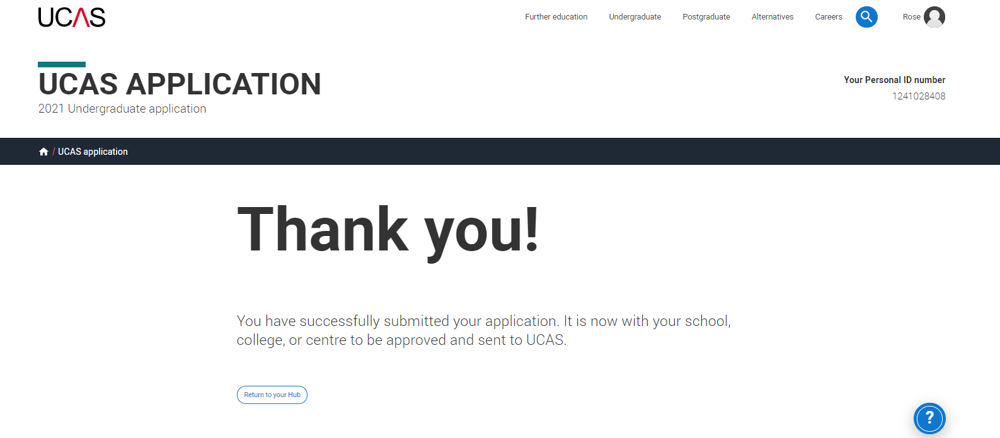 UCAS
Further education Undergraduate Postgraduate Alternatives Careers Rose
UCAS APPLICATION
2021 Undergraduate application
Your Personal ID number
1241028408
/ UCAS application
Thank you!
You have successfully submitted your application. It is now with your school,
college, or centre to be approved and sent to UCAS.
Return to your Hub
?